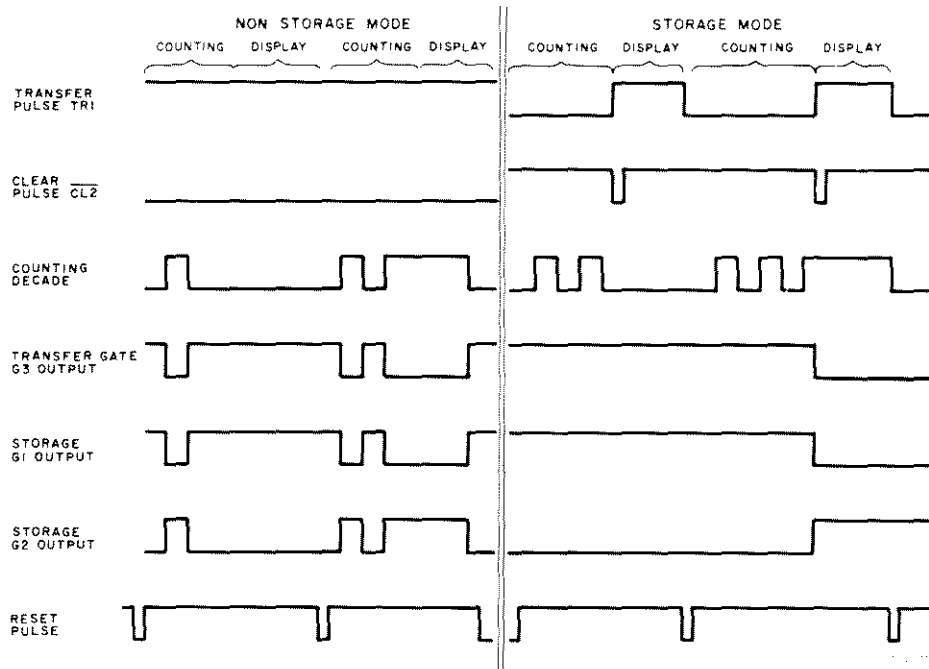 NON STORAGE MODE
STORAGE MODE
COUNTING DISPLAY COUNTING DISPLAY
COUNTING DISPLAY COUNTING DISPLAY
TRANSFER
PULSE TR1
CLEAR
PULSE CL2
COUNTING
DECADE
TRANSFER GATE
G3 OUTPUT
STORAGE
G1 OUTPUT
STORAGE
G2 OUTPUT
RESET
PULSE